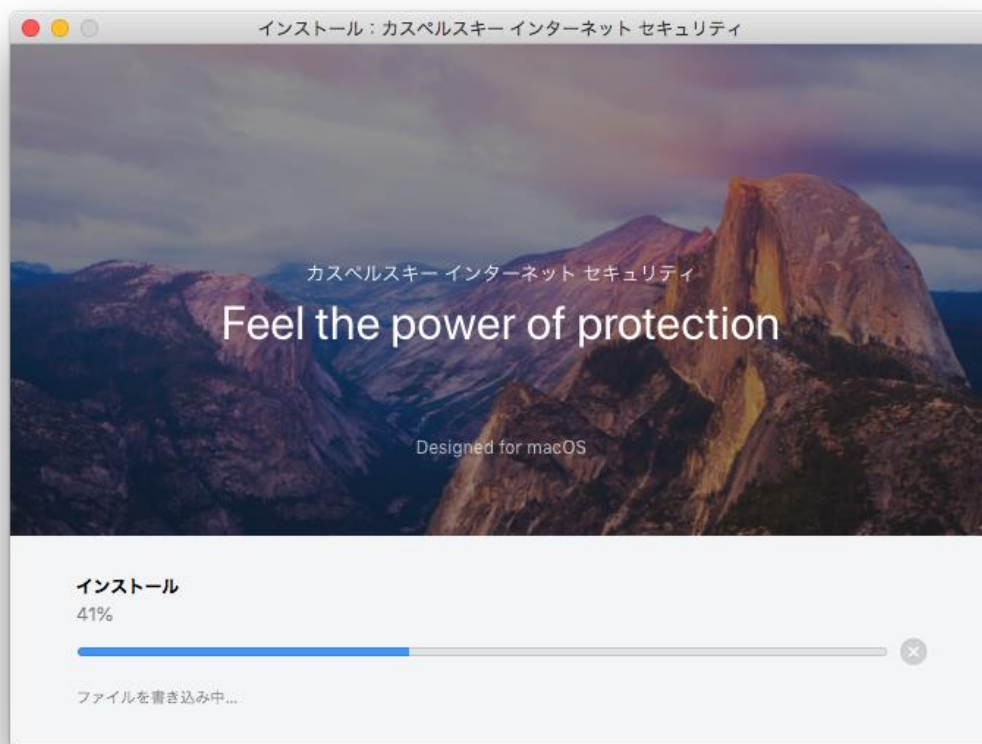 インストール：カスペルスキー インターネット セキュリティ
カスペルスキー インターネット セキュリティ
Feel the power of protection
Designed for macOS
インストール
41%
ファイルを書き込み中...